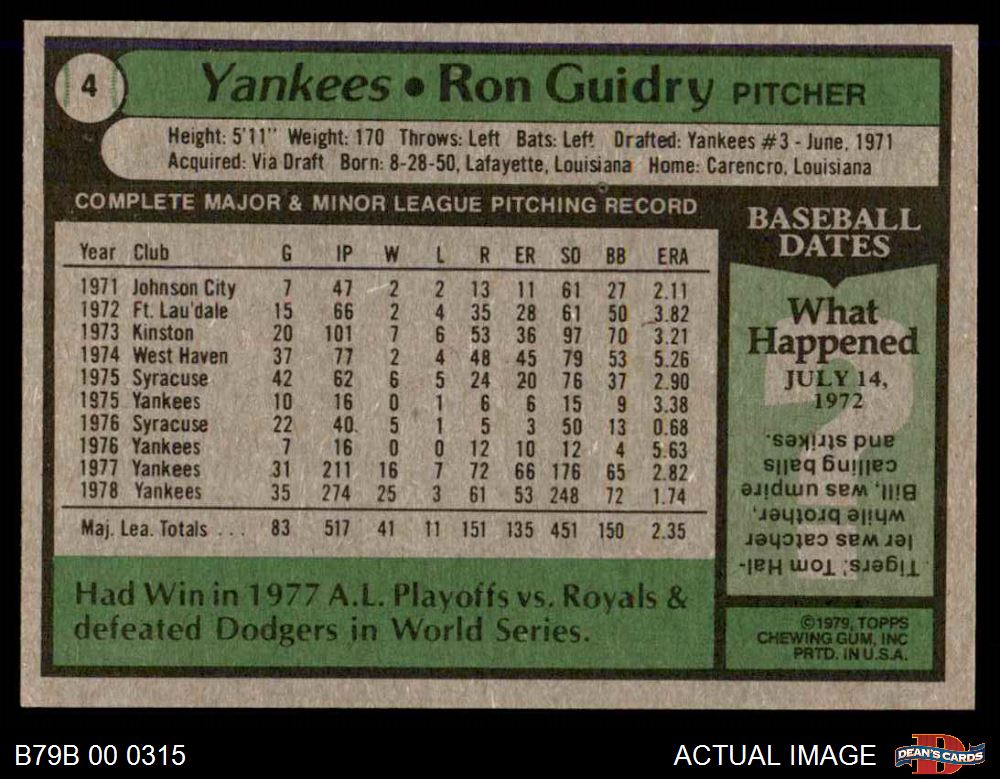 4
Yankees • Ron Guidry PITCHER
Height: 5'11" Weight: 170 Throws: Left Bats: Left Drafted: Yankees #3 - June, 1971
Acquired: Via Draft Born: 8-28-50, Lafayette, Louisiana Home: Carencro, Louisiana
COMPLETE MAJOR & MINOR LEAGUE PITCHING RECORD
Year Club G IP W L R ER SO BB ERA
1971 Johnson City 7 47 2 2 13 11 61 27 2.11
1972 Ft. Lau'dale 15 66 2 4 35 28 61 50 3.82
1973 Kinston 20 101 7 6 53 36 97 70 3.21
1974 West Haven 37 77 2 4 48 45 79 53 5.26
1975 Syracuse 42 62 6 5 24 20 76 37 2.90
1975 Yankees 10 16 0 1 6 6 15 9 3.38
1976 Syracuse 22 40 5 1 5 3 50 13 0.68
1976 Yankees 7 16 0 0 12 10 12 4 5.63
1977 Yankees 31 211 16 7 72 66 176 65 2.82
1978 Yankees 35 274 25 3 61 53 248 72 1.74
Maj. Lea. Totals ... 83 517 41 11 151 135 451 150 2.35
Had Win in 1977 A.L. Playoffs vs. Royals &
defeated Dodgers in World Series.
BASEBALL
DATES
What
Happened
JULY 14,
1972
?
Tigers' Tom Hal-
ler was catcher
while brother,
Bill, was umpire
calling balls
and strikes.
©1979, TOPPS
CHEWING GUM, INC
PRTD. IN U.S.A.
B79B 00 0315
ACTUAL IMAGE
D
DEAN'S CARDS